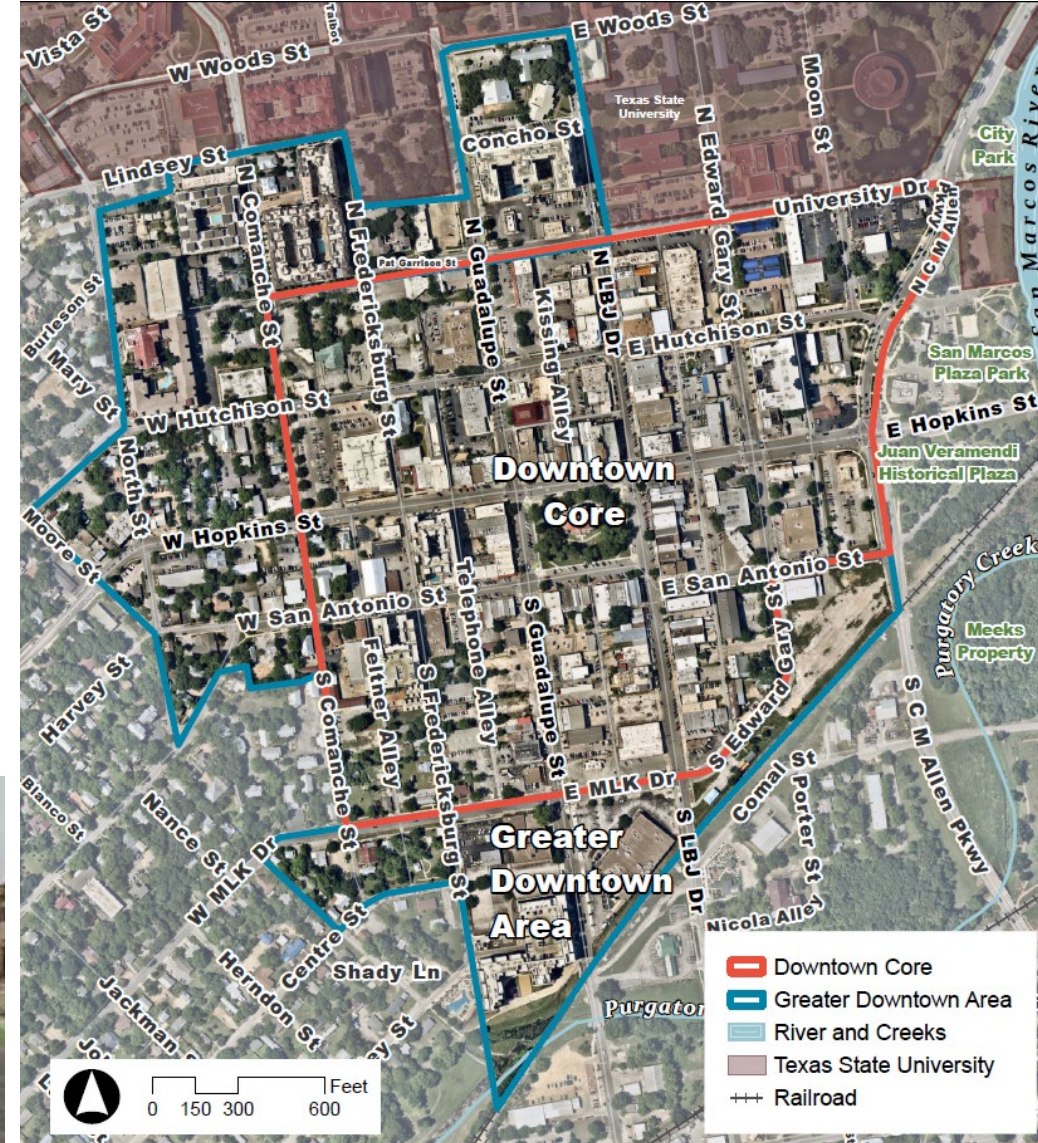 Vista St
Talbot
W Woods St
E Woods St
Texas State
University
Moon St
San Marcos River
City
Park
Concho St
N Edward Gary St
Lindsey St
N Comanche St
N Fredericksburg St
University Dr
N C M Allen
Pkwy
Pat Garrison St
N Guadalupe St
Kissing Alley
N LBJ Dr
Burleson St
Mary St
E Hutchison St
San Marcos
Plaza Park
W Hutchison St
E Hopkins St
Juan Veramendi
Historical Plaza
North St
Downtown
Core
Moore St
W Hopkins St
Purgatory Creek
Telephone Alley
E San Antonio St
W San Antonio St
S Guadalupe St
S Edward Gary St
Meeks
Property
Harvey St
Feltner Alley
S Fredericksburg St
S Comanche St
S C M Allen Pkwy
Blanco St
Nance St
E MLK Dr
Comal St
Porter St
S LBJ Dr
Greater
Downtown
Area
W MLK Dr
Centre St
Nicola Alley
Herndon St
Shady Ln
Jackman S
Purgator
ey St
Downtown Core
Greater Downtown Area
River and Creeks
Texas State University
Railroad
Feet
0 150 300 600